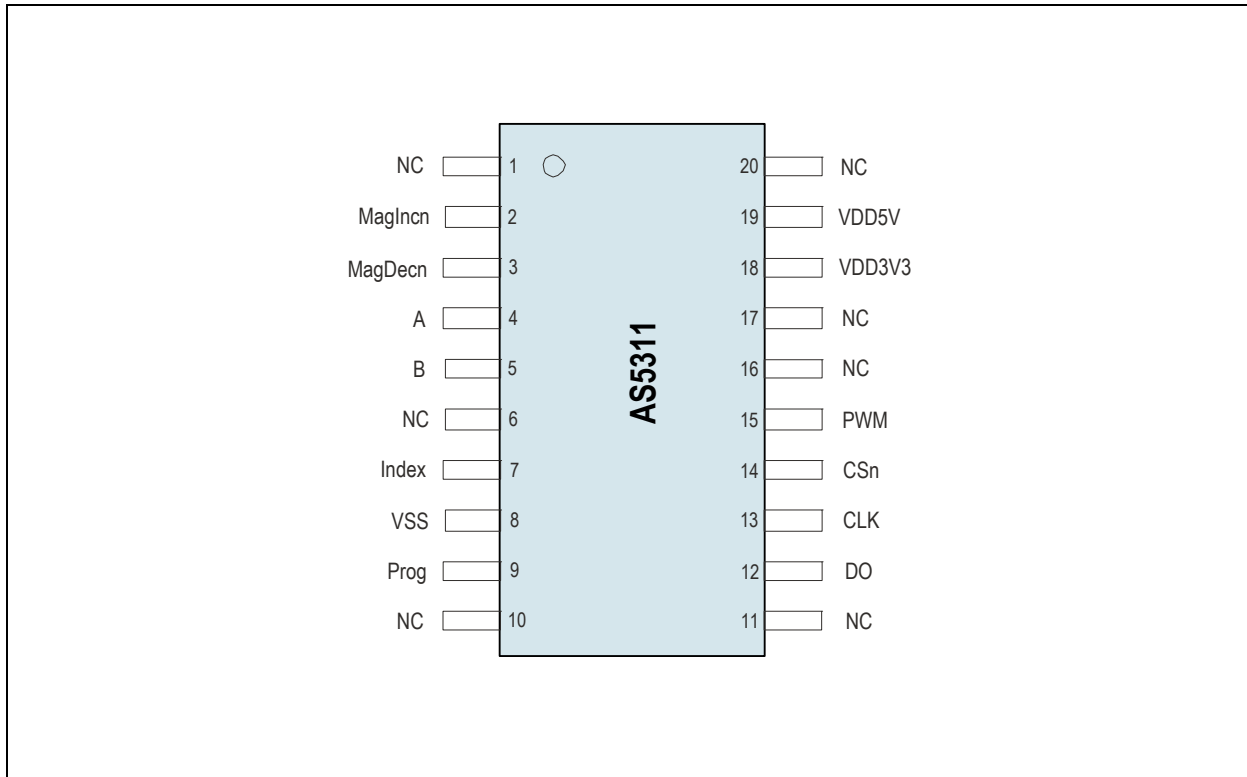 NC 1 20 NC
MagIncn 2 19 VDD5V
MagDecn 3 18 VDD3V3
A 4 17 NC
B 5 16 NC
NC 6 15 PWM
Index 7 14 CSn
VSS 8 13 CLK
Prog 9 12 DO
NC 10 11 NC
AS5311